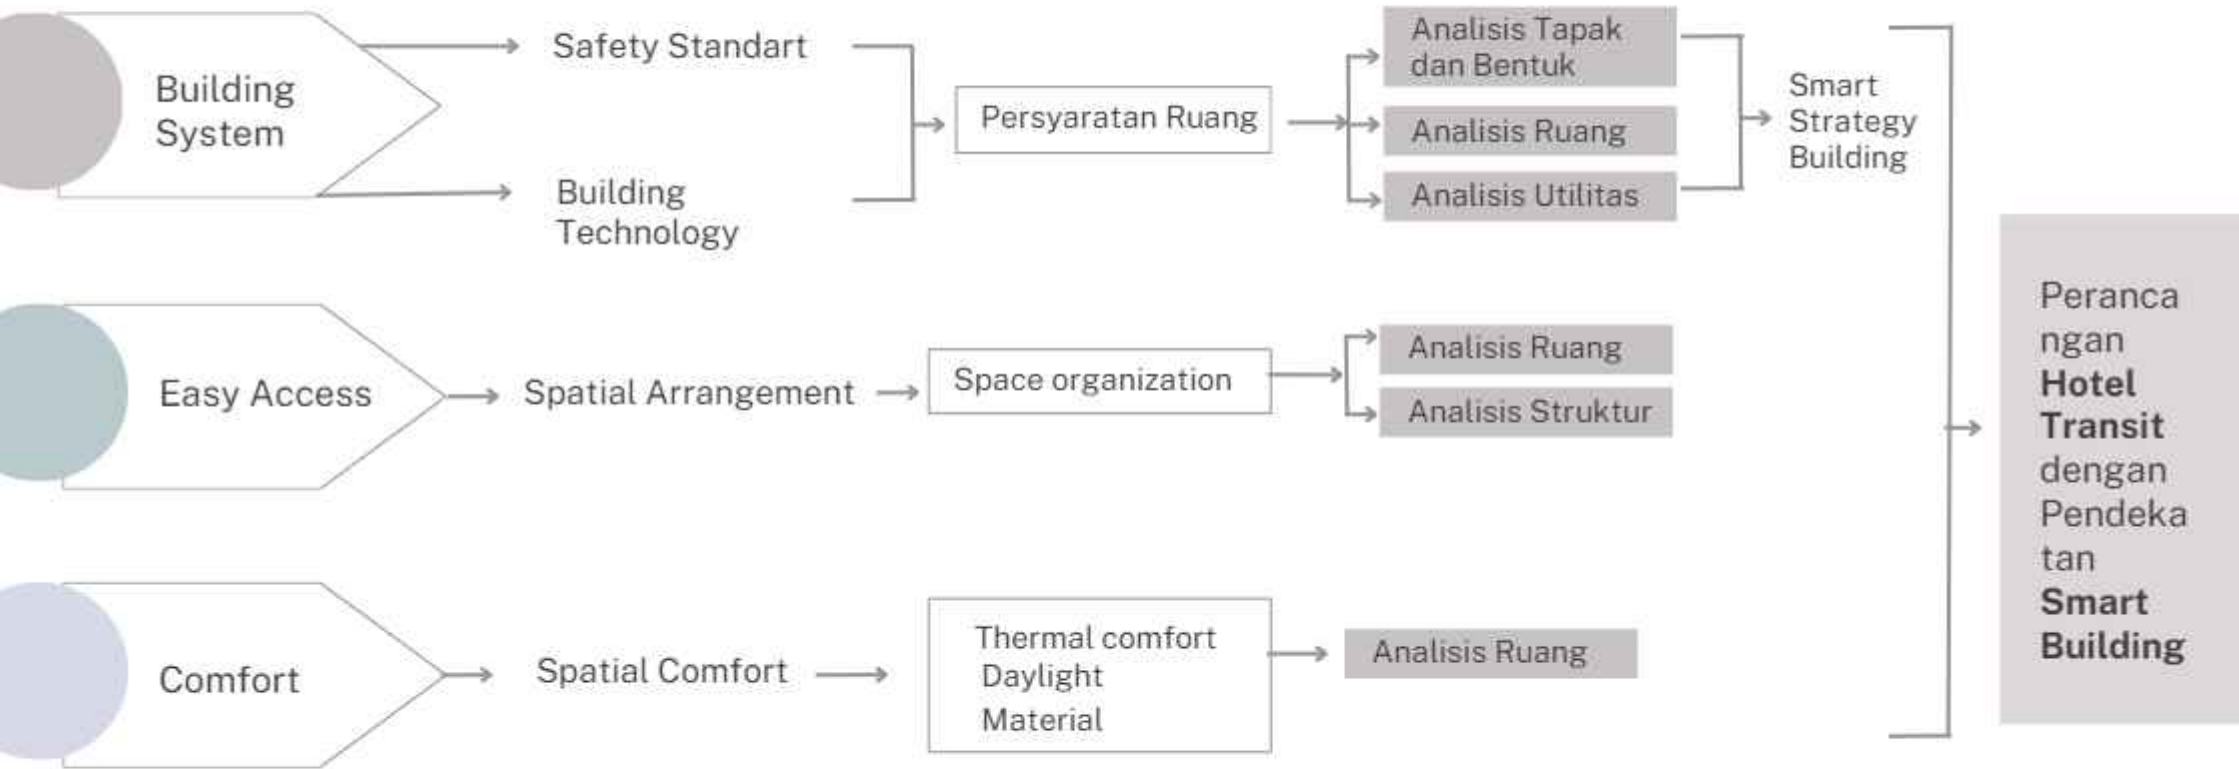 Building
System
Safety Standart
Building
Technology
Persyaratan Ruang
Analisis Tapak
dan Bentuk
Analisis Ruang
Analisis Utilitas
Smart
Strategy
Building
Easy Access
Spatial Arrangement
Space organization
Analisis Ruang
Analisis Struktur
Comfort
Spatial Comfort
Thermal comfort
Daylight
Material
Analisis Ruang
Peranca
ngan
Hotel
Transit
dengan
Pendeka
tan
Smart
Building